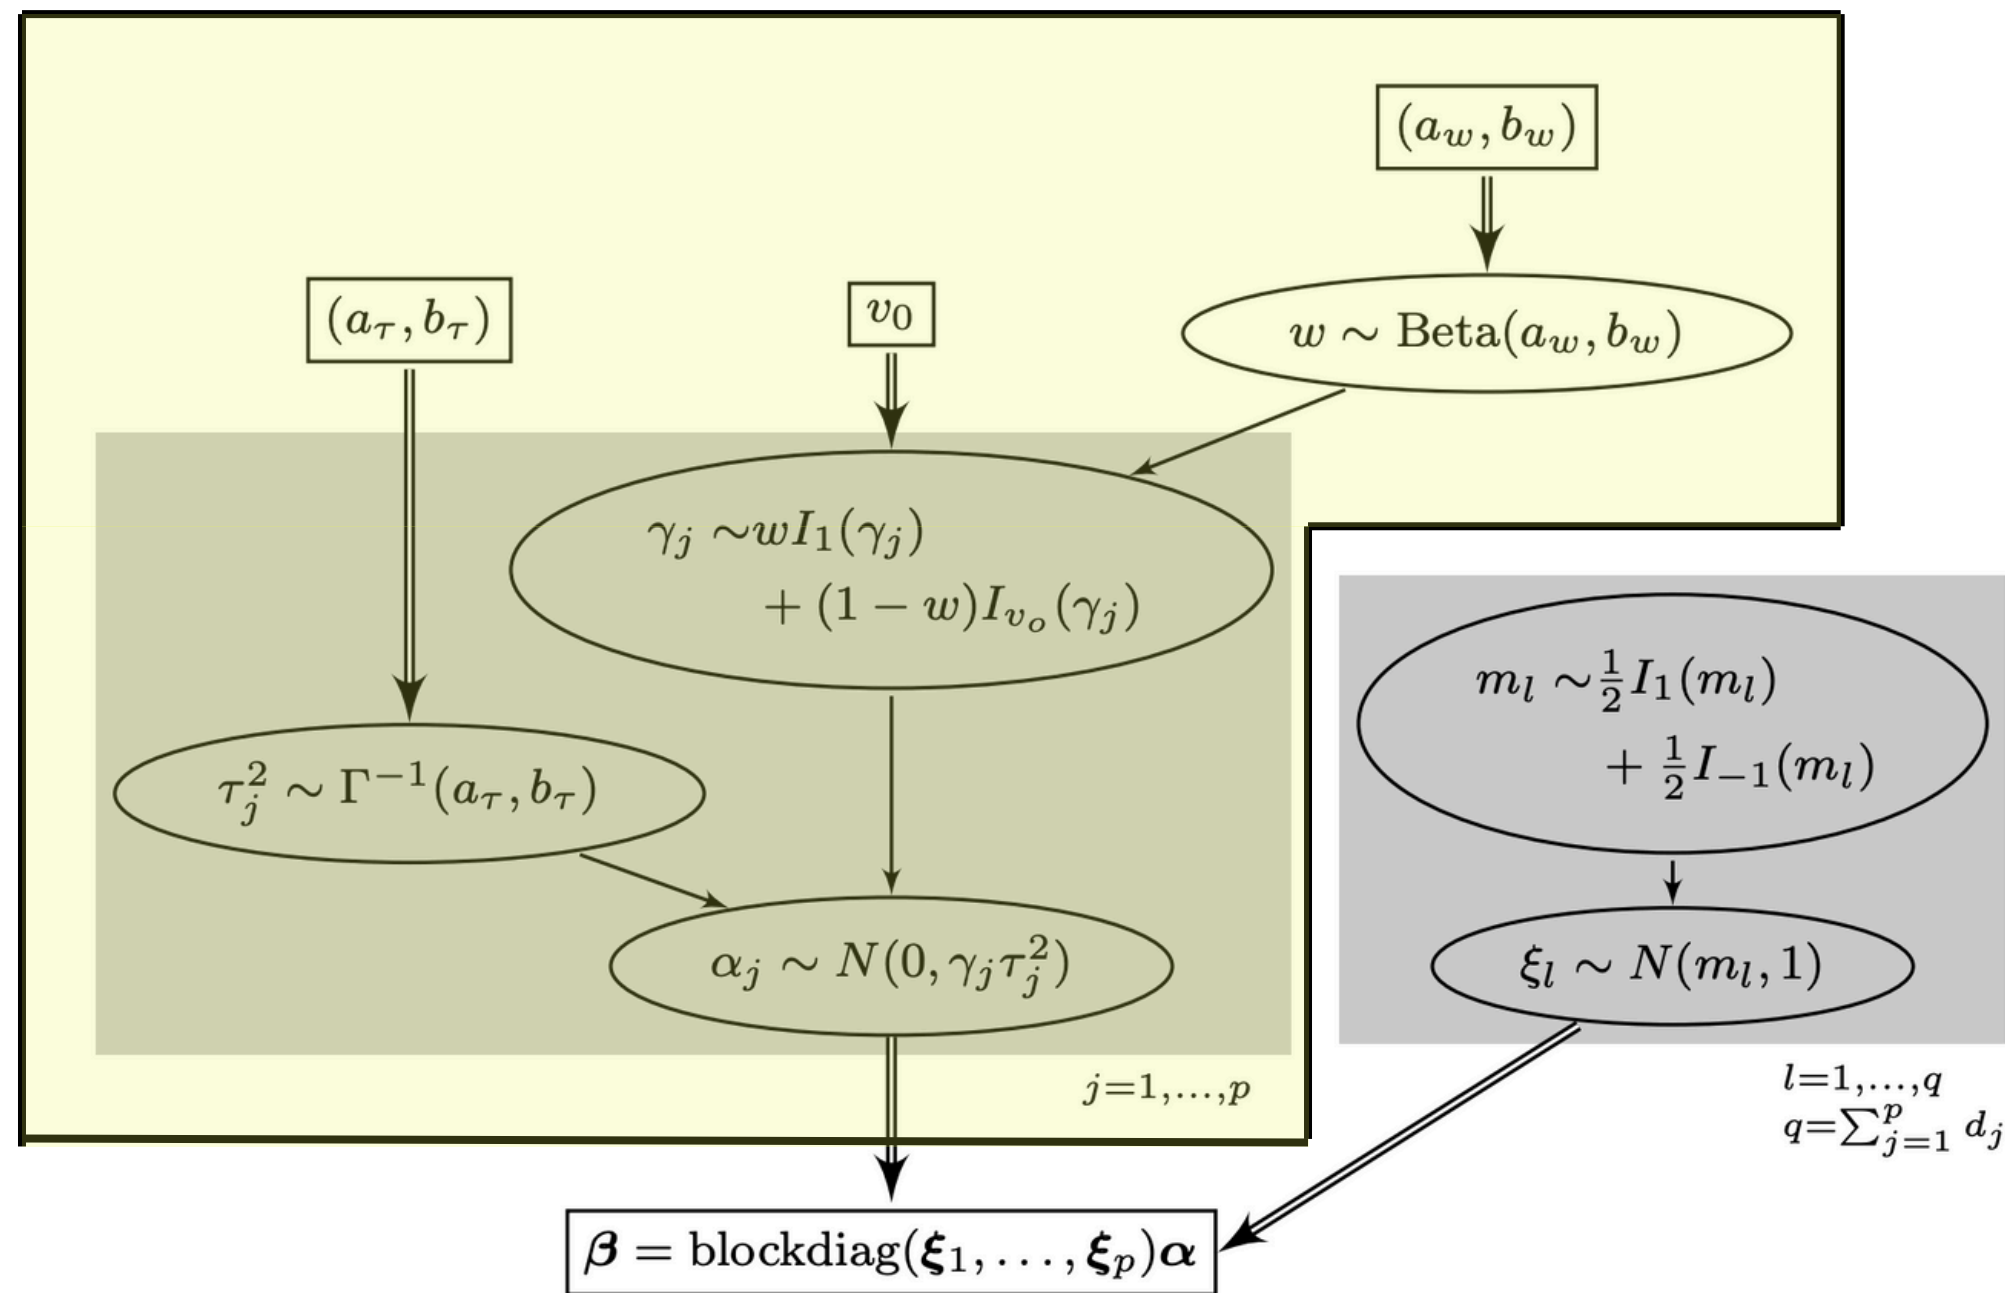 (a_w, b_w)
(a_τ, b_τ)
v_0
w ∼ Beta(a_w, b_w)
γ_j ∼wI_1(γ_j)
+ (1 − w)I_{v_o}(γ_j)
m_l ∼½I_1(m_l)
+ ½I_{−1}(m_l)
τ_j^2 ∼ Γ^{−1}(a_τ, b_τ)
α_j ∼ N(0, γ_jτ_j^2)
ξ_l ∼ N(m_l, 1)
j=1,...,p
l=1,...,q
q=∑_{j=1}^p d_j
β = blockdiag(ξ_1, . . . , ξ_p)α